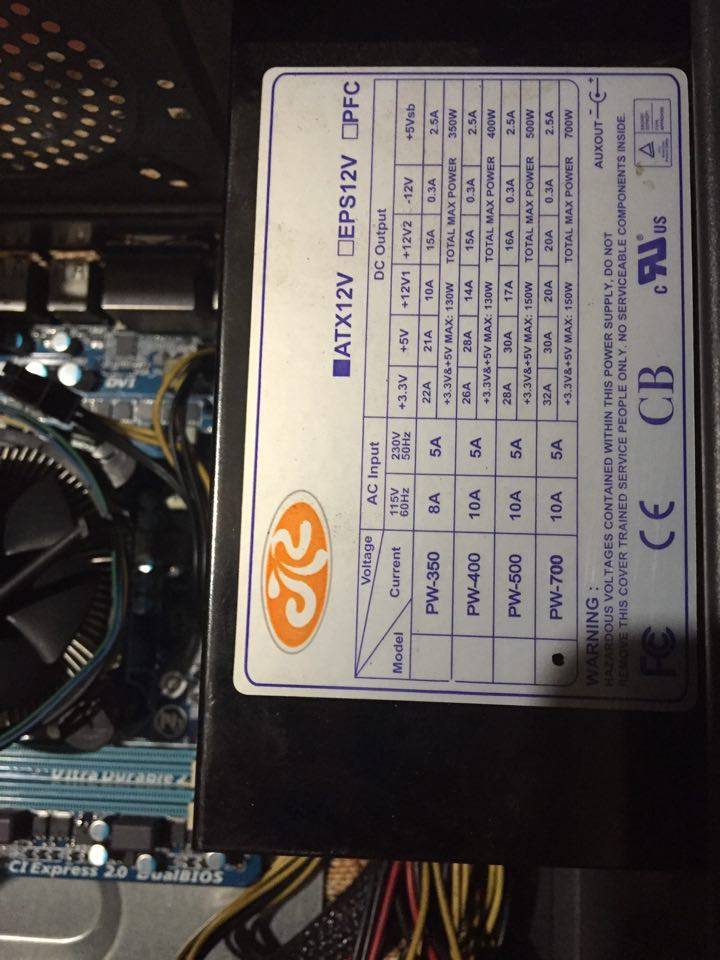 ■ATX12V □EPS12V □PFC
Voltage AC Input DC Output
Model Current 115V 60Hz 230V 50Hz +3.3V +5V +12V1 +12V2 -12V +5Vsb
PW-350 8A 5A 22A 21A 10A 15A 0.3A 2.5A
+3.3V&+5V MAX: 130W TOTAL MAX POWER 350W
PW-400 10A 5A 26A 28A 14A 15A 0.3A 2.5A
+3.3V&+5V MAX: 130W TOTAL MAX POWER 400W
PW-500 10A 5A 28A 30A 17A 16A 0.3A 2.5A
+3.3V&+5V MAX: 150W TOTAL MAX POWER 500W
PW-700 10A 5A 32A 30A 20A 20A 0.3A 2.5A
+3.3V&+5V MAX: 150W TOTAL MAX POWER 700W
WARNING : AUXOUT - +
HAZARDOUS VOLTAGES CONTAINED WITHIN THIS POWER SUPPLY, DO NOT
REMOVE THIS COVER TRAINED SERVICE PEOPLE ONLY. NO SERVICEABLE COMPONENTS INSIDE.
FC CE CB c RU ® US
DVI
Ultra Durable 2
CI Express 2.0 DualBIOS